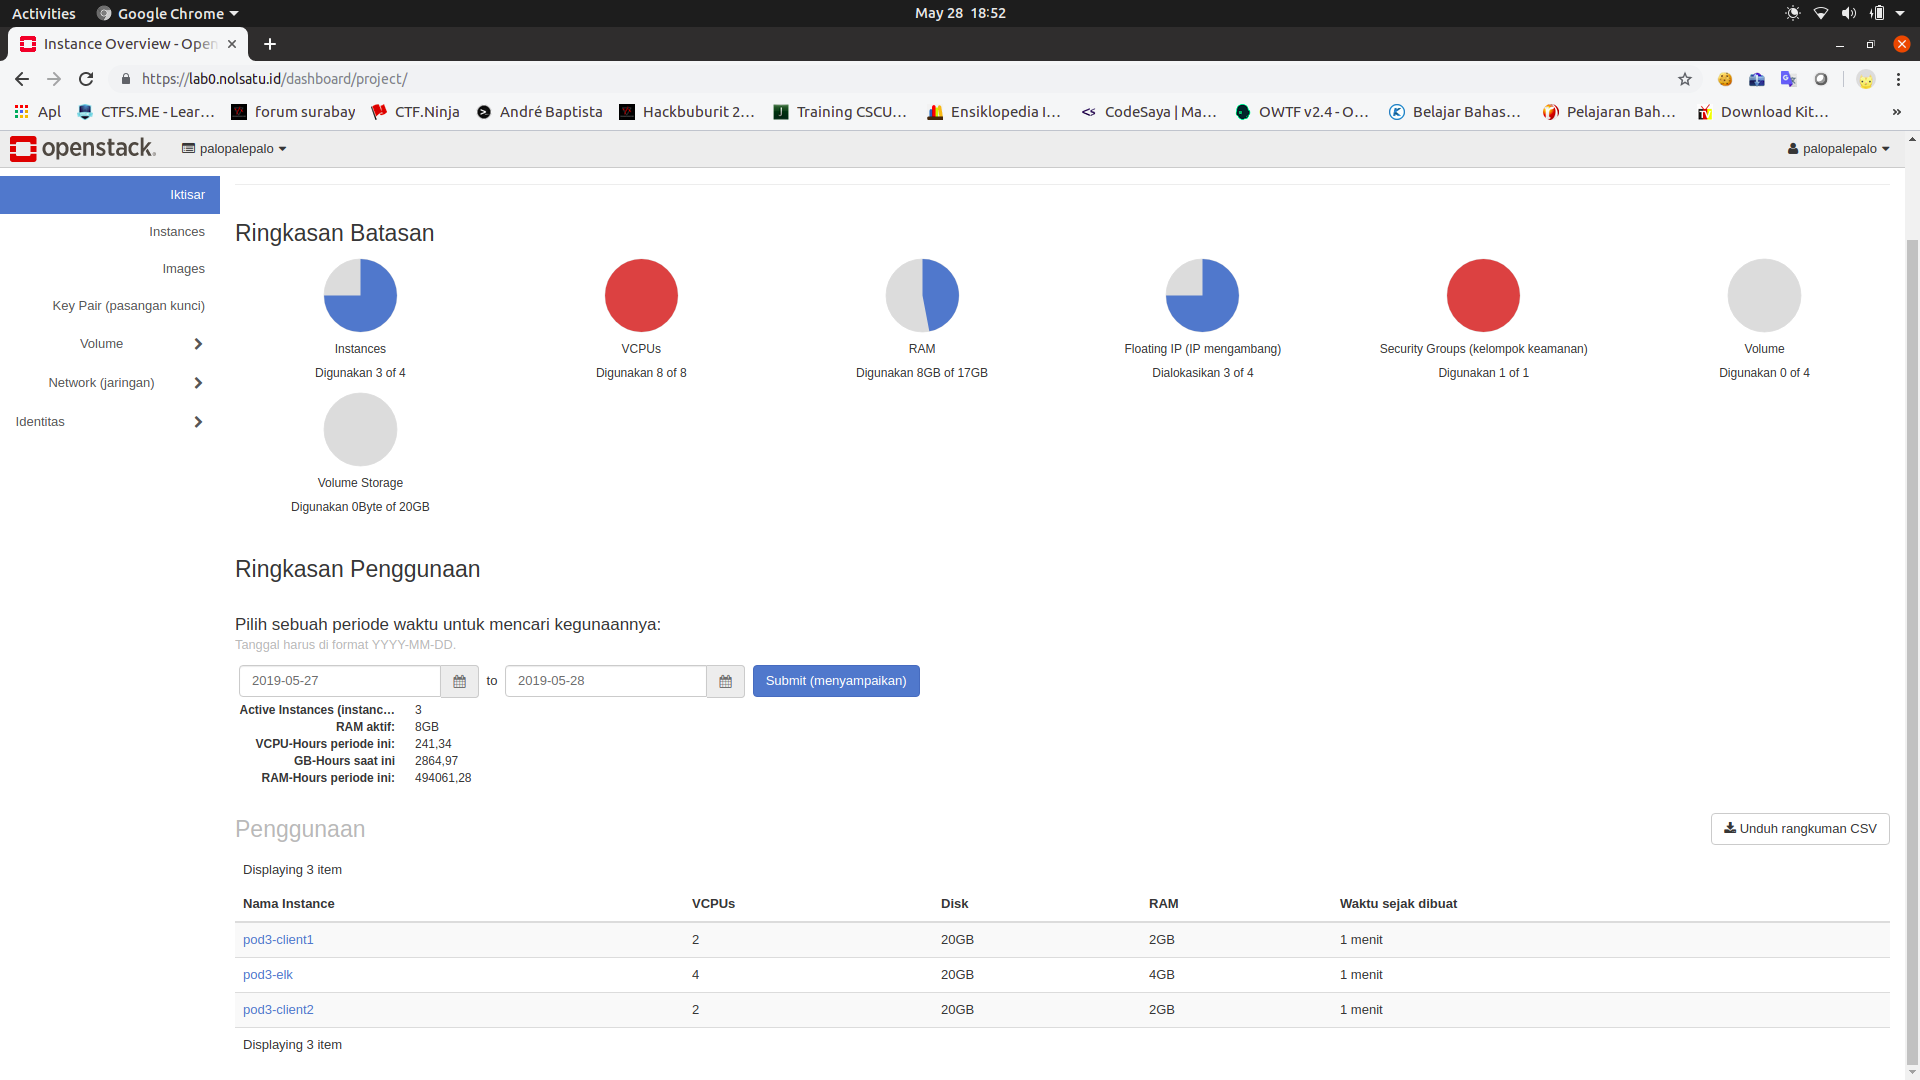 Activities Google Chrome May 28 18:52
Instance Overview - Open
https://lab0.nolsatu.id/dashboard/project/
Apl CTFS.ME - Lear… forum surabay CTF.Ninja André Baptista Hackbuburit 2… Training CSCU… Ensiklopedia I… CodeSaya | Ma… OWTF v2.4 - O… Belajar Bahas… Pelajaran Bah… Download Kit… »
openstack. palopalepalo palopalepalo
Iktisar
Instances
Images
Key Pair (pasangan kunci)
Volume
Network (jaringan)
Identitas
Ringkasan Batasan
Instances VCPUs RAM Floating IP (IP mengambang) Security Groups (kelompok keamanan) Volume
Digunakan 3 of 4 Digunakan 8 of 8 Digunakan 8GB of 17GB Dialokasikan 3 of 4 Digunakan 1 of 1 Digunakan 0 of 4
Volume Storage
Digunakan 0Byte of 20GB
Ringkasan Penggunaan
Pilih sebuah periode waktu untuk mencari kegunaannya:
Tanggal harus di format YYYY-MM-DD.
2019-05-27 to 2019-05-28 Submit (menyampaikan)
Active Instances (instanc… 3
RAM aktif: 8GB
VCPU-Hours periode ini: 241,34
GB-Hours saat ini 2864,97
RAM-Hours periode ini: 494061,28
Penggunaan Unduh rangkuman CSV
Displaying 3 item
Nama Instance VCPUs Disk RAM Waktu sejak dibuat
pod3-client1 2 20GB 2GB 1 menit
pod3-elk 4 20GB 4GB 1 menit
pod3-client2 2 20GB 2GB 1 menit
Displaying 3 item